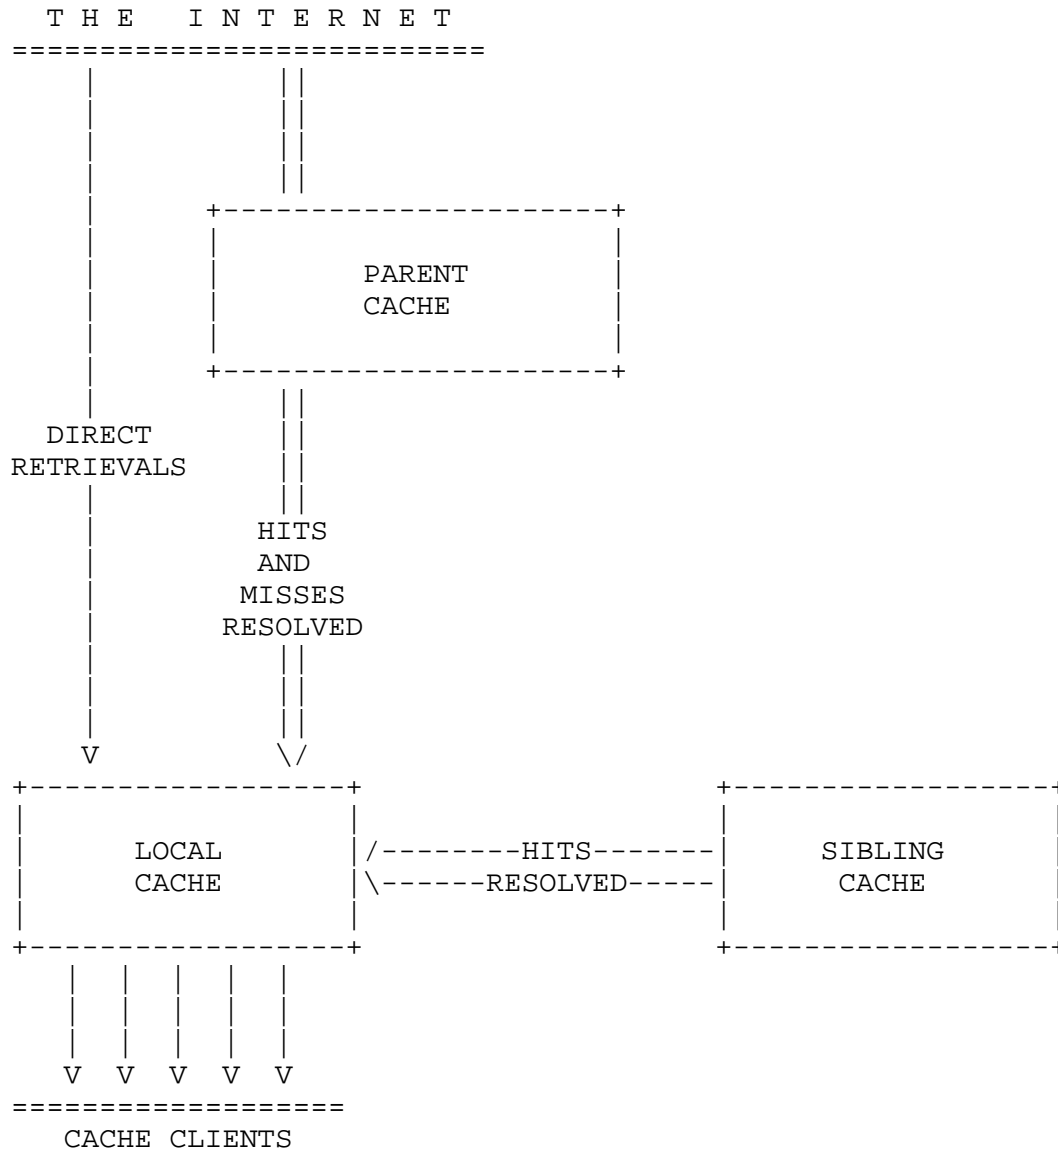 T H E   I N T E R N E T
PARENT
CACHE
DIRECT
RETRIEVALS
HITS
AND
MISSES
RESOLVED
LOCAL
CACHE
HITS
RESOLVED
SIBLING
CACHE
CACHE CLIENTS